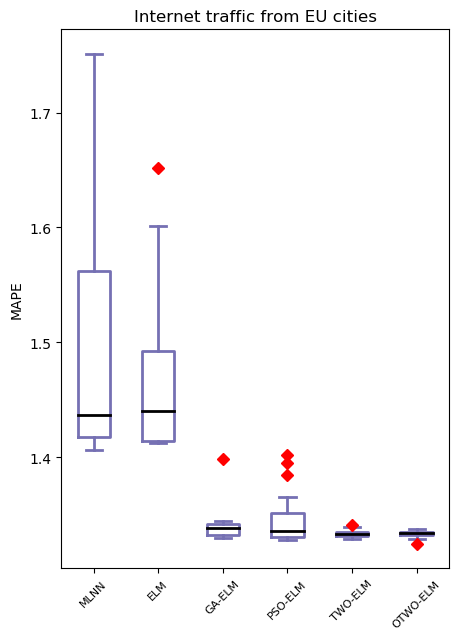 Internet traffic from EU cities
MAPE
1.7
1.6
1.5
1.4
MLNN
ELM
GA-ELM
PSO-ELM
TWO-ELM
OTWO-ELM